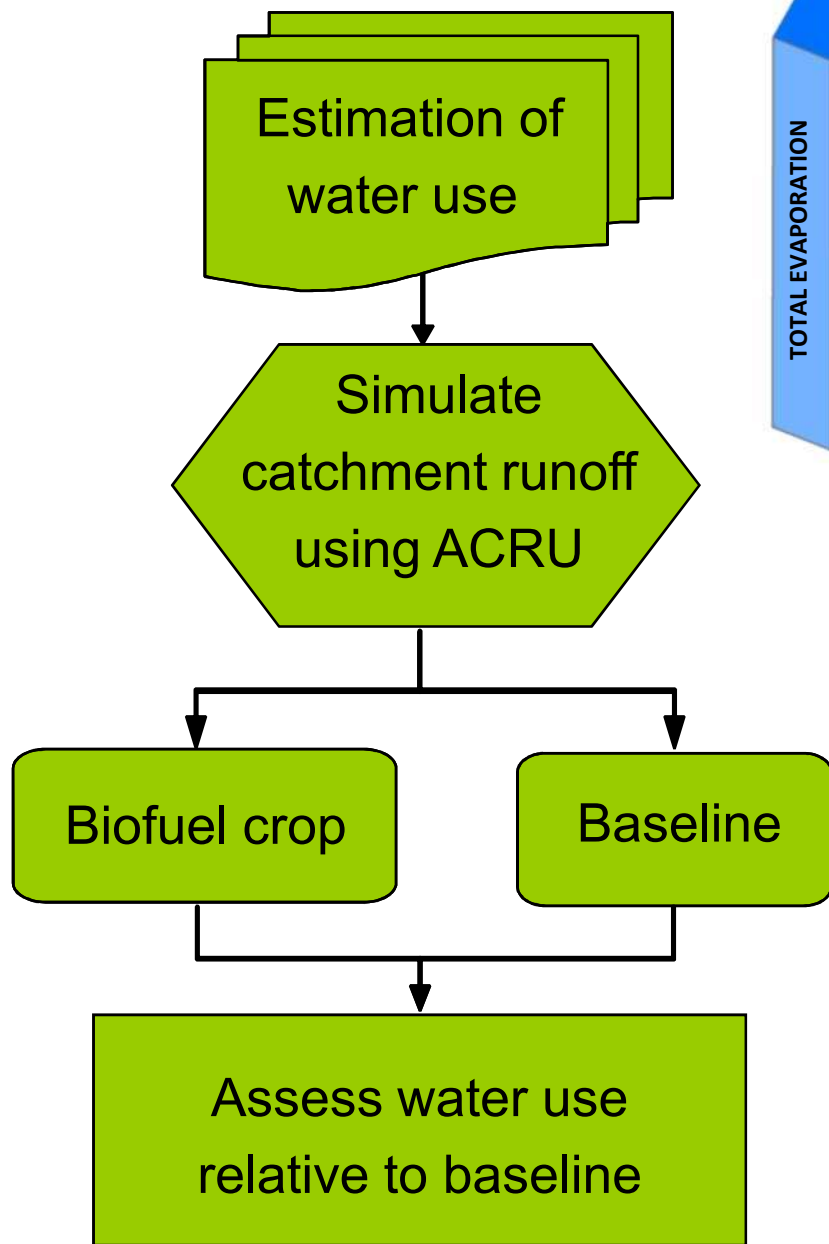 Estimation of
water use
TOTAL EVAPORATION
Simulate
catchment runoff
using ACRU
Biofuel crop
Baseline
Assess water use
relative to baseline